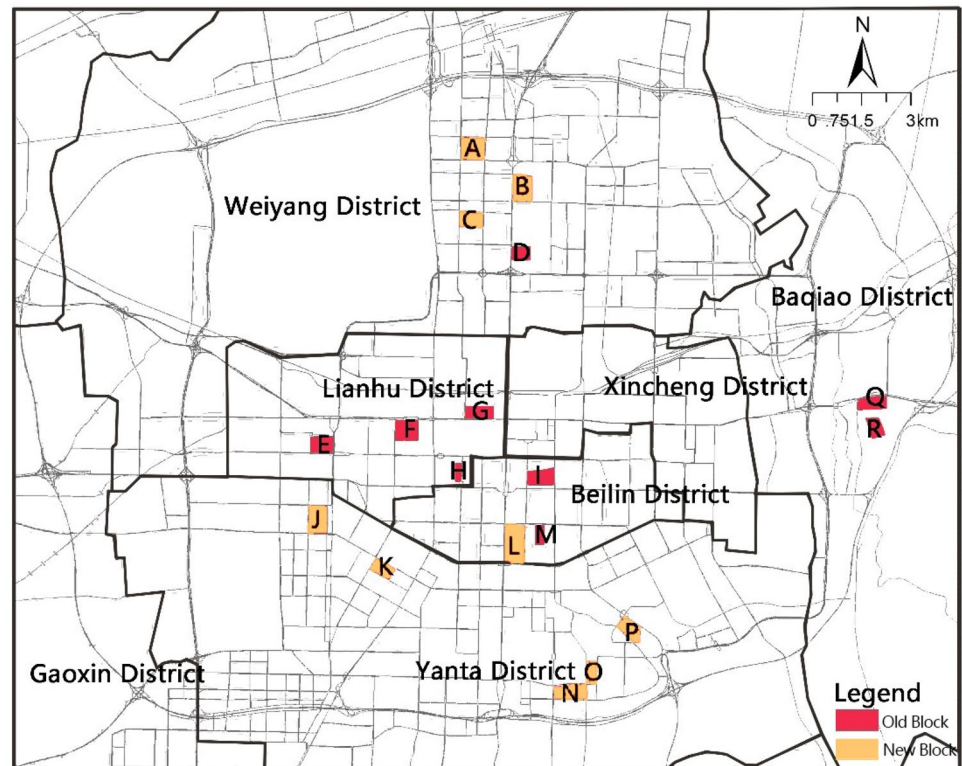 N
0 .751.5 3km
A
B
Weiyang District
C
D
Baqiao DIistrict
Lianhu District
Xincheng District
Q
G
F
R
E
H
I
Beilin District
J
L
M
K
P
Gaoxin District
Yanta District
O
N
Legend
Old Block
New Block